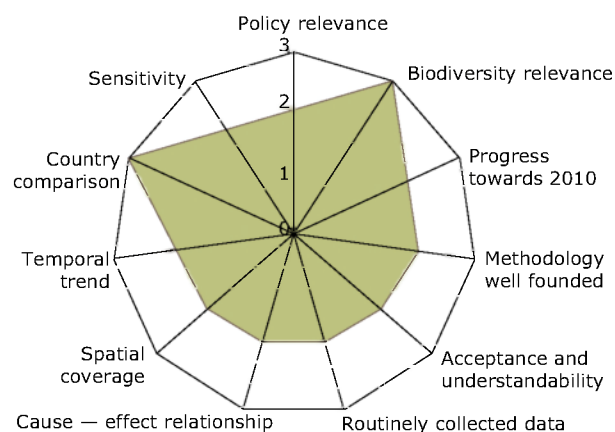 Policy relevance
3
Sensitivity
Biodiversity relevance
2
Country
comparison
Progress
towards 2010
1
0
Temporal
trend
Methodology
well founded
Spatial
coverage
Acceptance and
understandability
Cause — effect relationship
Routinely collected data